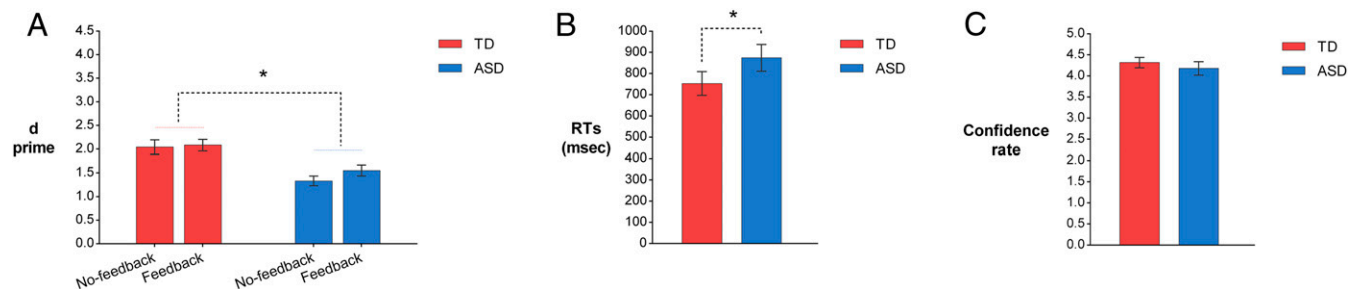 A
d
prime
4.5
4.0
3.5
3.0
2.5
2.0
1.5
1.0
0.5
0.0
*
No-feedback
Feedback
No-feedback
Feedback
TD
ASD
B
RTs
(msec)
1000
900
800
700
600
500
400
300
200
100
0
*
TD
ASD
C
Confidence
rate
5.0
4.5
4.0
3.5
3.0
2.5
2.0
1.5
1.0
0.5
0.0
TD
ASD